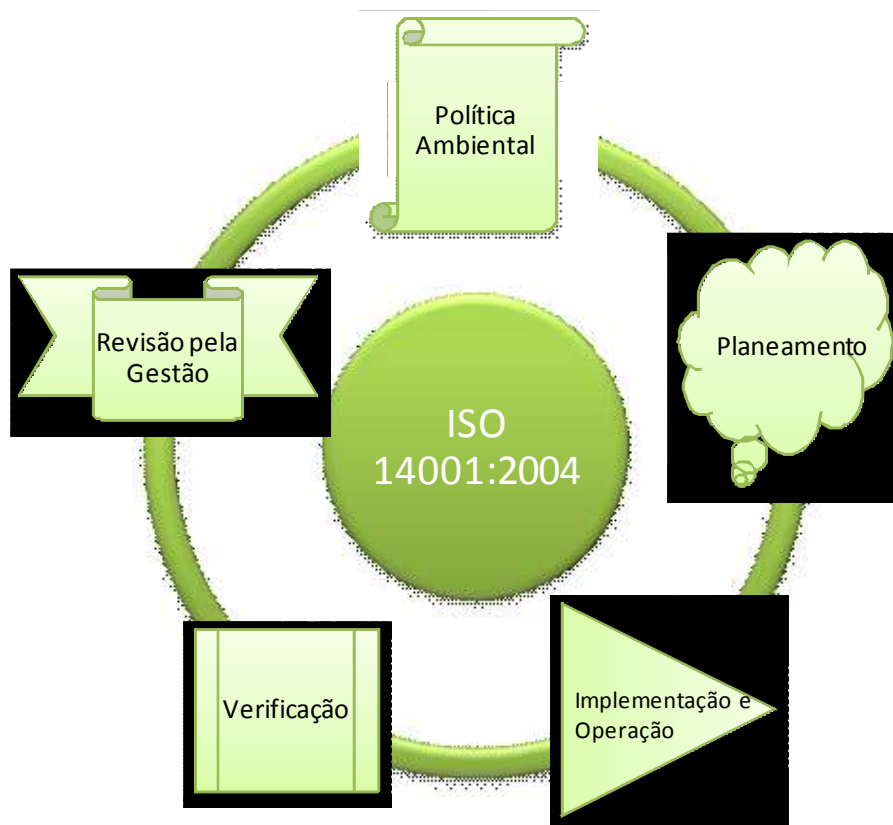 Política
Ambiental
Planeamento
Revisão pela
Gestão
ISO
14001:2004
Implementação e
Operação
Verificação